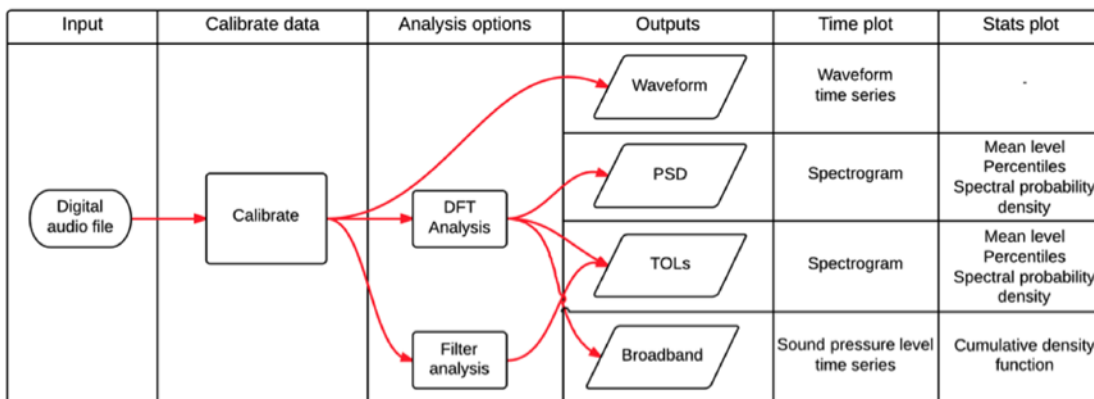 Input
Calibrate data
Analysis options
Outputs
Time plot
Stats plot
Waveform
Waveform
time series
-
Digital
audio file
Calibrate
DFT
Analysis
PSD
Spectrogram
Mean level
Percentiles
Spectral probability
density
TOLs
Spectrogram
Mean level
Percentiles
Spectral probability
density
Filter
analysis
Broadband
Sound pressure level
time series
Cumulative density
function